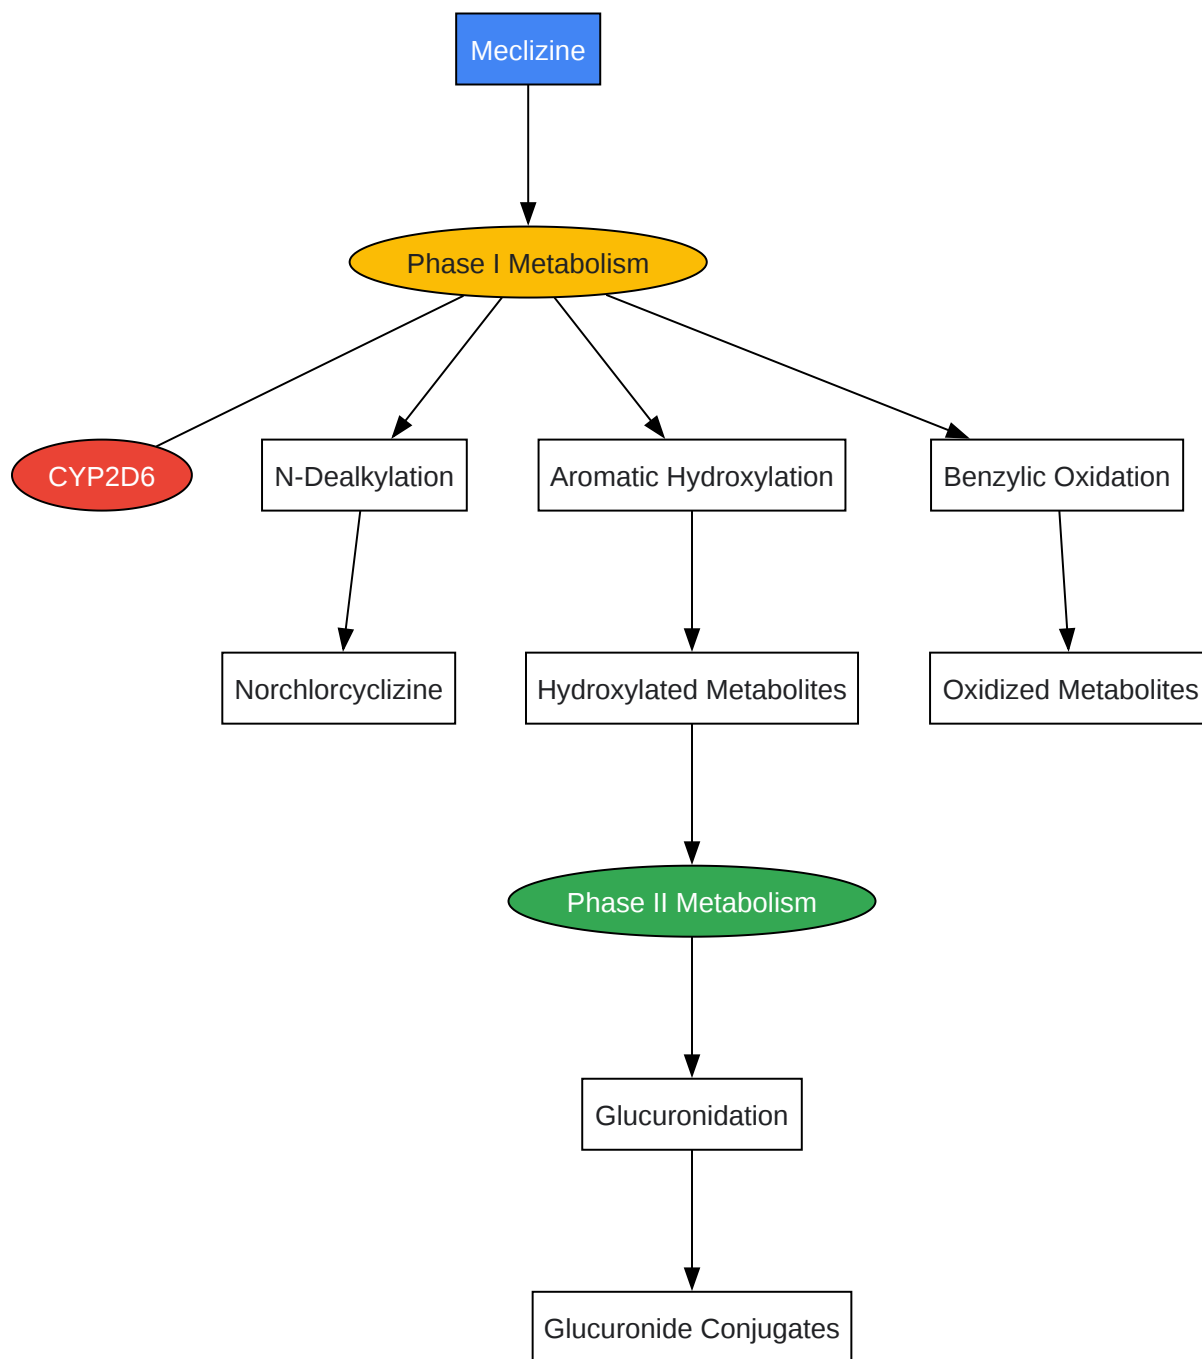 Meclizine
Phase I Metabolism
CYP2D6
N-Dealkylation
Aromatic Hydroxylation
Benzylic Oxidation
Norchlorcyclizine
Hydroxylated Metabolites
Oxidized Metabolites
Phase II Metabolism
Glucuronidation
Glucuronide Conjugates